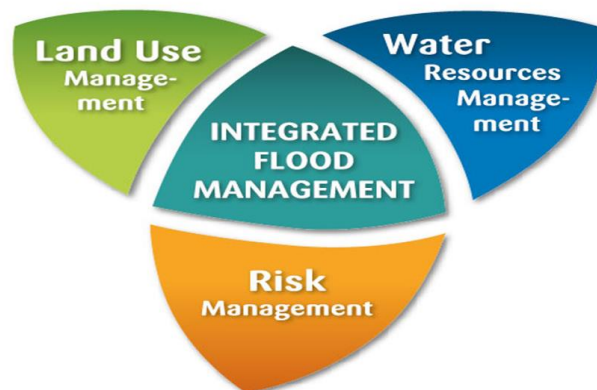 Land Use
Manage-
ment
Water
Resources
Manage-
ment
INTEGRATED
FLOOD
MANAGEMENT
Risk
Management